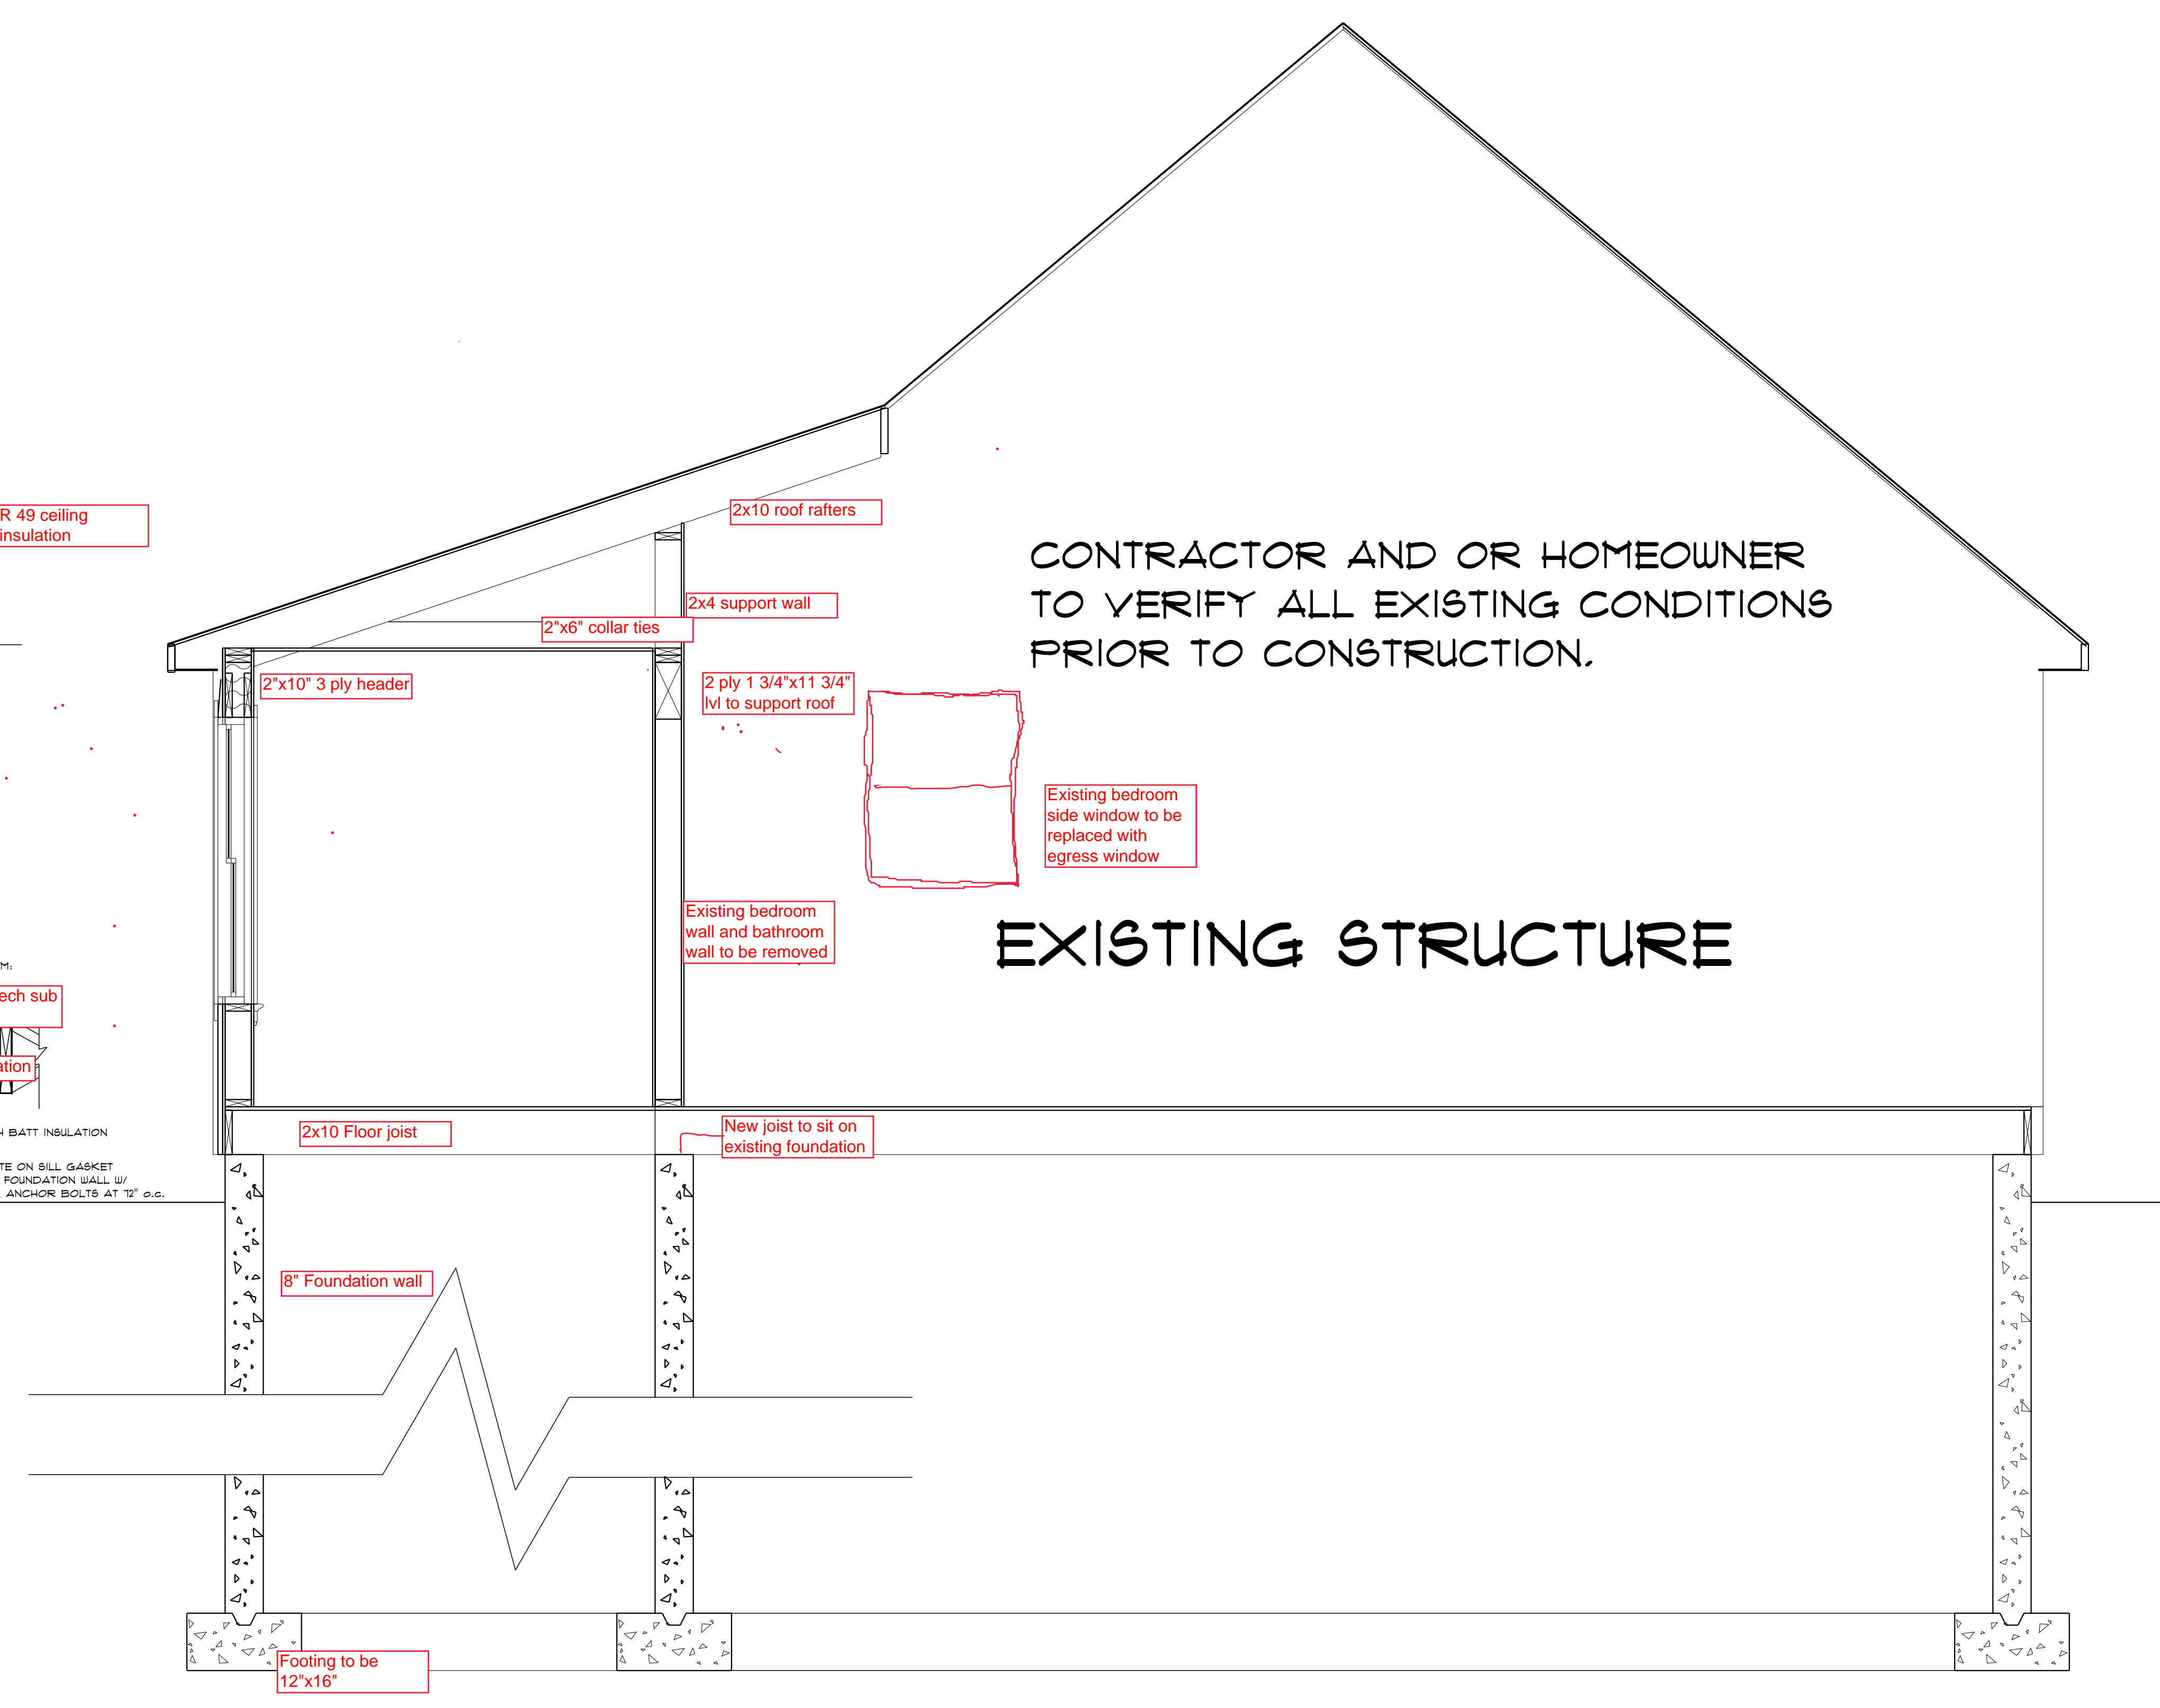 R 49 ceiling
insulation
2x10 roof rafters
CONTRACTOR AND OR HOMEOWNER
TO VERIFY ALL EXISTING CONDITIONS
PRIOR TO CONSTRUCTION.
2x4 support wall
2"x6" collar ties
2"x10" 3 ply header
2 ply 1 3/4"x11 3/4"
lvl to support roof
Existing bedroom
side window to be
replaced with
egress window
Existing bedroom
wall and bathroom
wall to be removed
EXISTING STRUCTURE
M:
ech sub
ation
2x10 Floor joist
New joist to sit on
existing foundation
H BATT INSULATION
TE ON SILL GASKET
FOUNDATION WALL W/
ANCHOR BOLTS AT 72" o.c.
8" Foundation wall
Footing to be
12"x16"